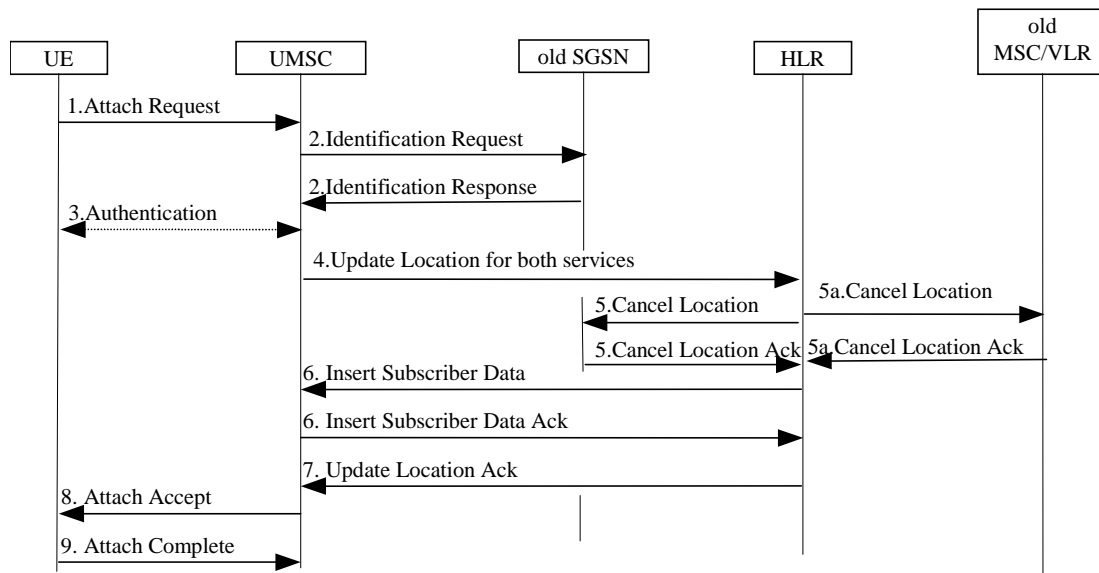 old
MSC/VLR
UE
UMSC
old SGSN
HLR
1.Attach Request
2.Identification Request
2.Identification Response
3.Authentication
4.Update Location for both services
5a.Cancel Location
5.Cancel Location
5.Cancel Location Ack
5a.Cancel Location Ack
6. Insert Subscriber Data
6. Insert Subscriber Data Ack
7. Update Location Ack
8. Attach Accept
9. Attach Complete